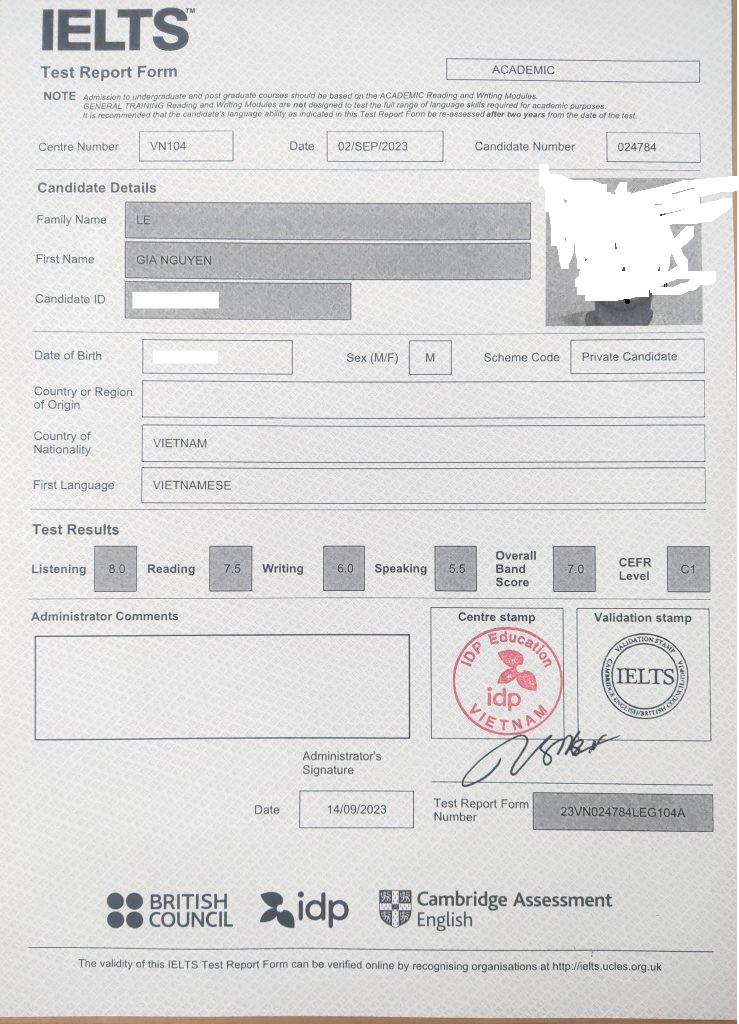 IELTS™
Test Report Form
ACADEMIC
NOTE Admission to undergraduate and post graduate courses should be based on the ACADEMIC Reading and Writing Modules.
GENERAL TRAINING Reading and Writing Modules are not designed to test the full range of language skills required for academic purposes.
It is recommended that the candidate's language ability as indicated in this Test Report Form be re-assessed after two years from the date of the test.
Centre Number VN104 Date 02/SEP/2023 Candidate Number 024784
Candidate Details
Family Name LE
First Name GIA NGUYEN
Candidate ID
Date of Birth Sex (M/F) M Scheme Code Private Candidate
Country or Region
of Origin
Country of
Nationality VIETNAM
First Language VIETNAMESE
Test Results
Listening 8.0 Reading 7.5 Writing 6.0 Speaking 5.5 Overall Band Score 7.0 CEFR Level C1
Administrator Comments
Centre stamp
Validation stamp
IDP Education
idp
VIETNAM
VALIDATION STAMP
IELTS
CAMBRIDGE ENGLISH/BRITISH COUNCIL
Administrator's
Signature
Date 14/09/2023
Test Report Form
Number 23VN024784LEG104A
BRITISH
COUNCIL
idp
Cambridge Assessment
English
The validity of this IELTS Test Report Form can be verified online by recognising organisations at http://ielts.ucles.org.uk